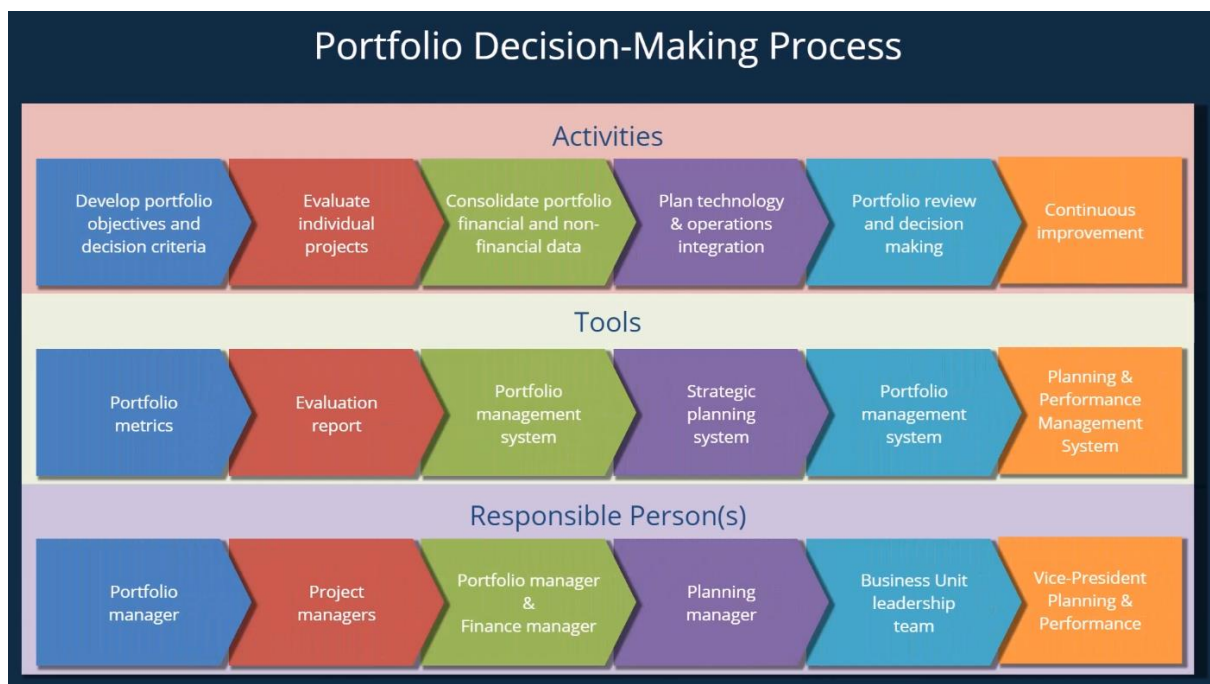 Portfolio Decision-Making Process
Activities
Develop portfolio
objectives and
decision criteria
Evaluate
individual
projects
Consolidate portfolio
financial and non-
financial data
Plan technology
& operations
integration
Portfolio review
and decision
making
Continuous
improvement
Tools
Portfolio
metrics
Evaluation
report
Portfolio
management
system
Strategic
planning
system
Portfolio
management
system
Planning &
Performance
Management
System
Responsible Person(s)
Portfolio
manager
Project
managers
Portfolio manager
&
Finance manager
Planning
manager
Business Unit
leadership
team
Vice-President
Planning &
Performance